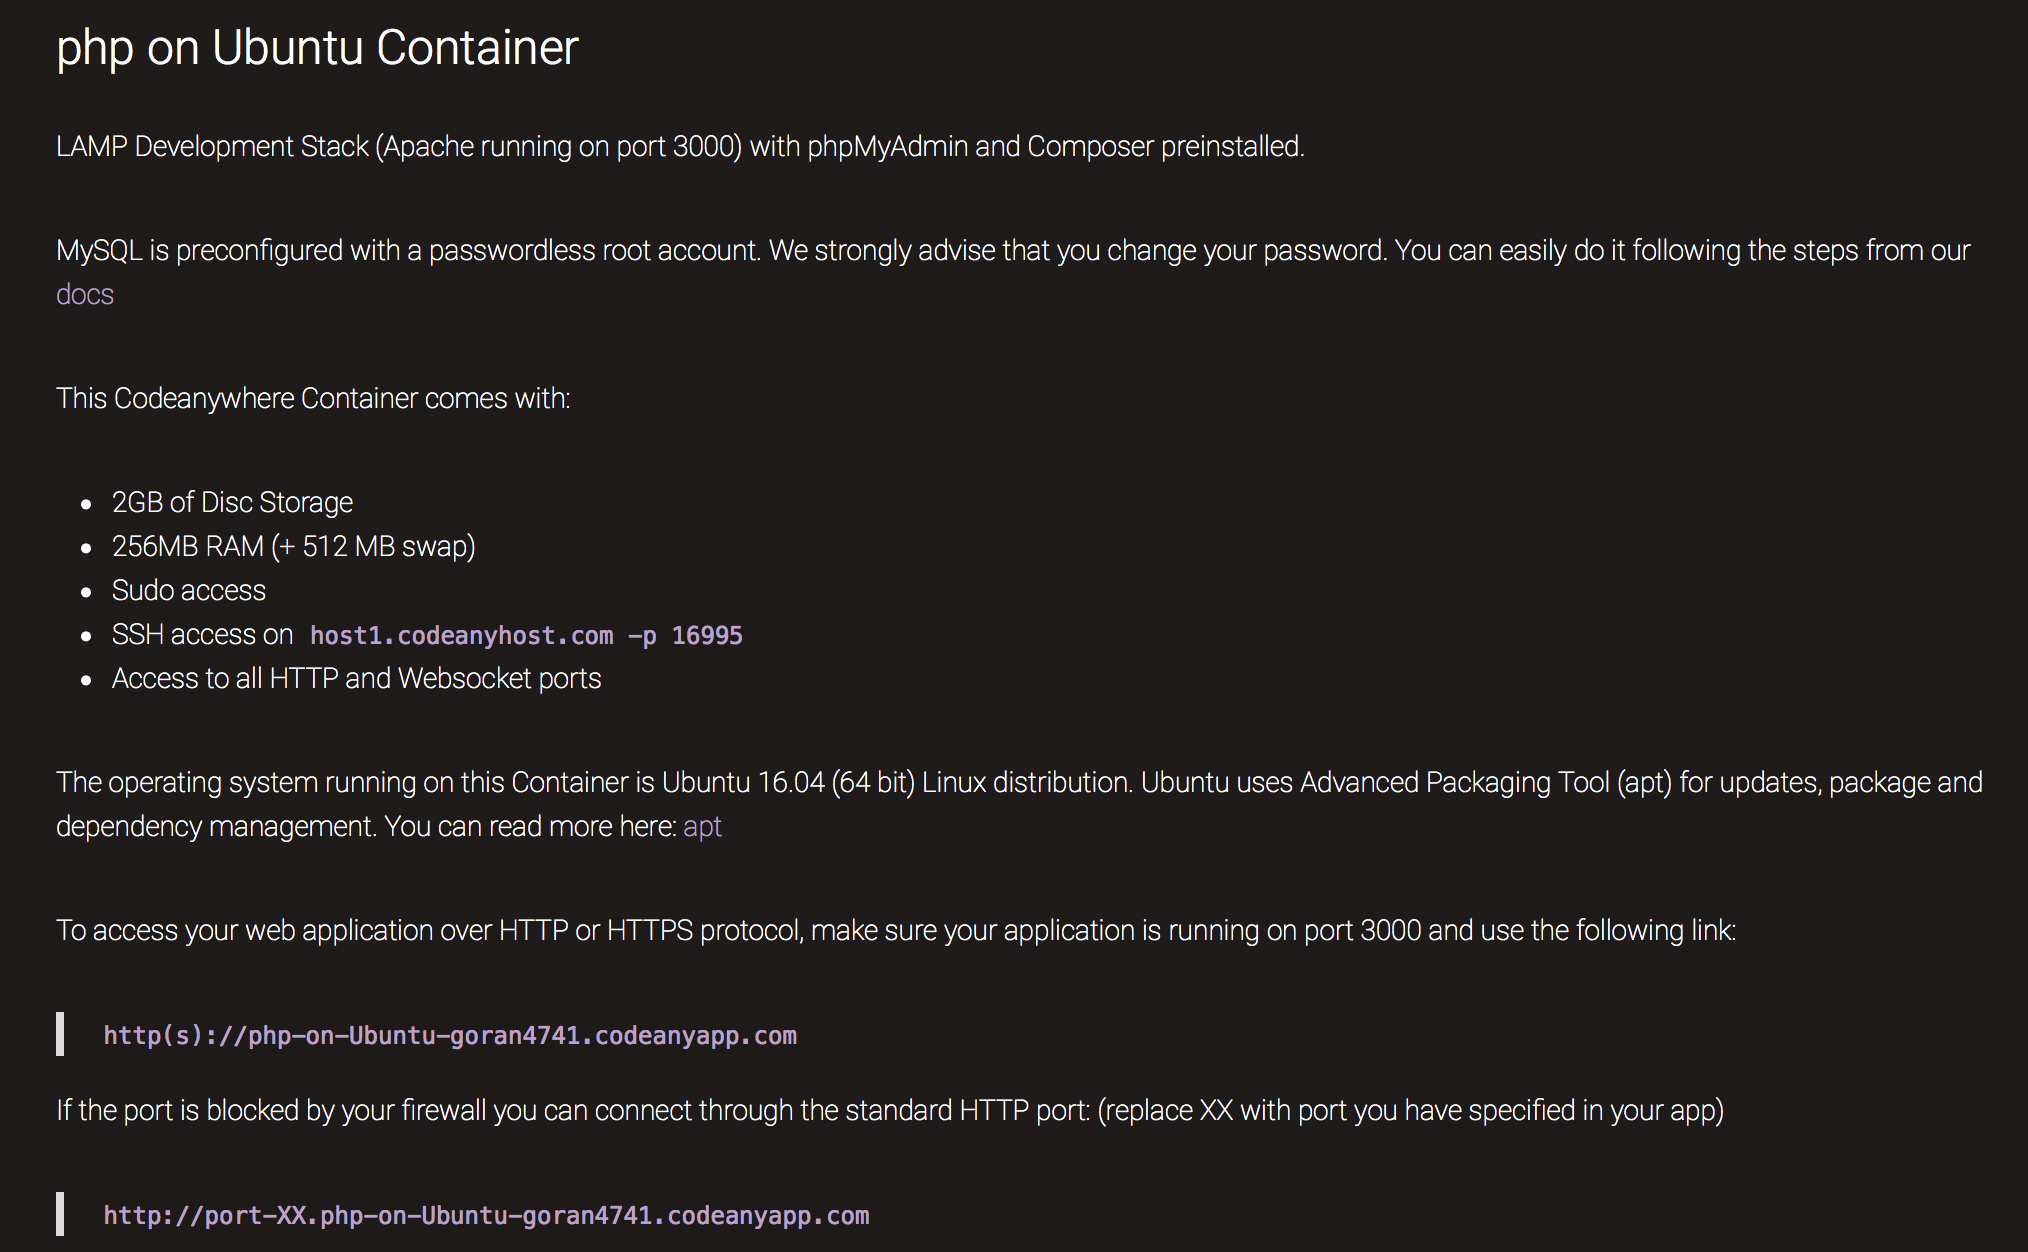 php on Ubuntu Container
LAMP Development Stack (Apache running on port 3000) with phpMyAdmin and Composer preinstalled.
MySQL is preconfigured with a passwordless root account. We strongly advise that you change your password. You can easily do it following the steps from our
docs
This Codeanywhere Container comes with:
• 2GB of Disc Storage
• 256MB RAM (+ 512 MB swap)
• Sudo access
• SSH access on host1.codeanyhost.com -p 16995
• Access to all HTTP and Websocket ports
The operating system running on this Container is Ubuntu 16.04 (64 bit) Linux distribution. Ubuntu uses Advanced Packaging Tool (apt) for updates, package and
dependency management. You can read more here: apt
To access your web application over HTTP or HTTPS protocol, make sure your application is running on port 3000 and use the following link:
http(s)://php-on-Ubuntu-goran4741.codeanyapp.com
If the port is blocked by your firewall you can connect through the standard HTTP port: (replace XX with port you have specified in your app)
http://port-XX.php-on-Ubuntu-goran4741.codeanyapp.com